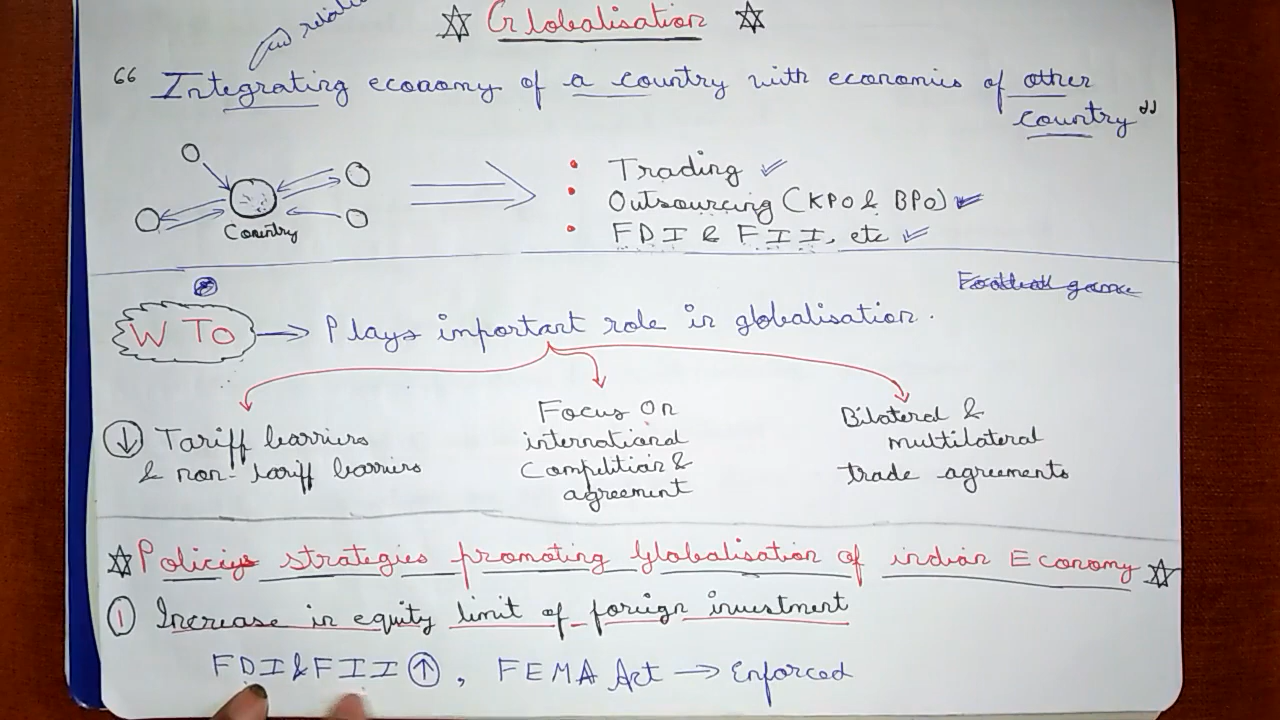 Globalisation
and
" Integrating economy of a country with economies of other
country"
Country
• Trading
• Outsourcing (KPO & BPO)
• FDI & FII, etc
WTO → Plays important role in globalisation.
↓ Tariff barriers
& non-tariff barriers
Focus On
international
Competition &
agreement
Bilateral &
multilateral
trade agreements
Policies strategies promoting Globalisation of indian Economy
① Increase in equity limit of foreign investment
FDI & FII ↑, FEMA Act → Enforced